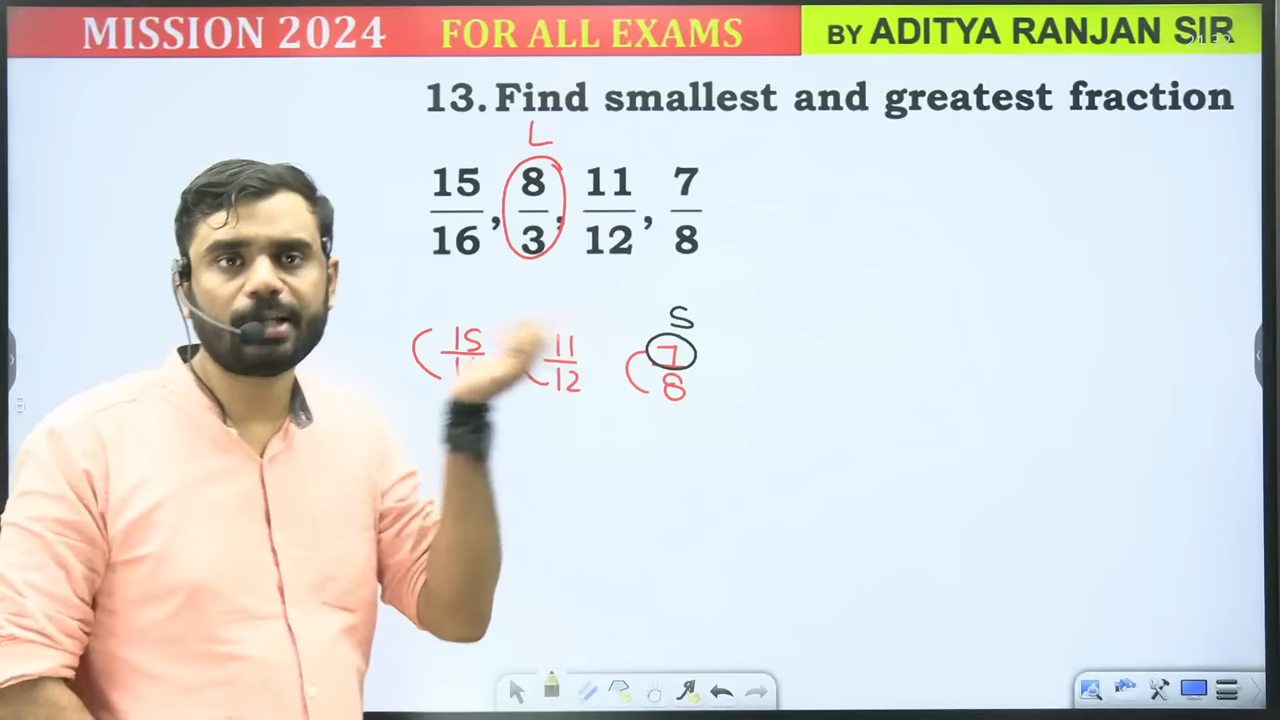 MISSION 2024 FOR ALL EXAMS BY ADITYA RANJAN SIR
13. Find smallest and greatest fraction
L
15/16, 8/3, 11/12, 7/8
S
15 11/12 7/8